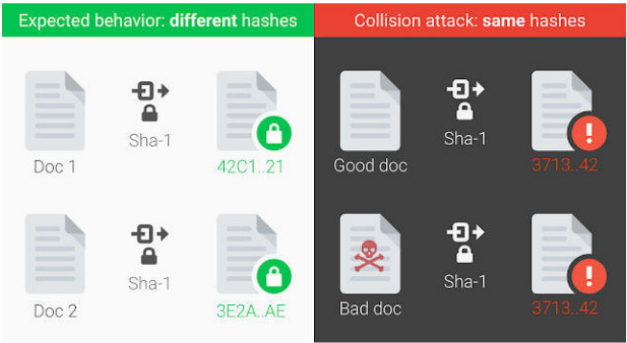 Expected behavior: different hashes
Sha-1
Doc 1
42C1..21
Sha-1
Doc 2
3E2A..AE
Collision attack: same hashes
Sha-1
Good doc
3713..42
Sha-1
Bad doc
3713..42